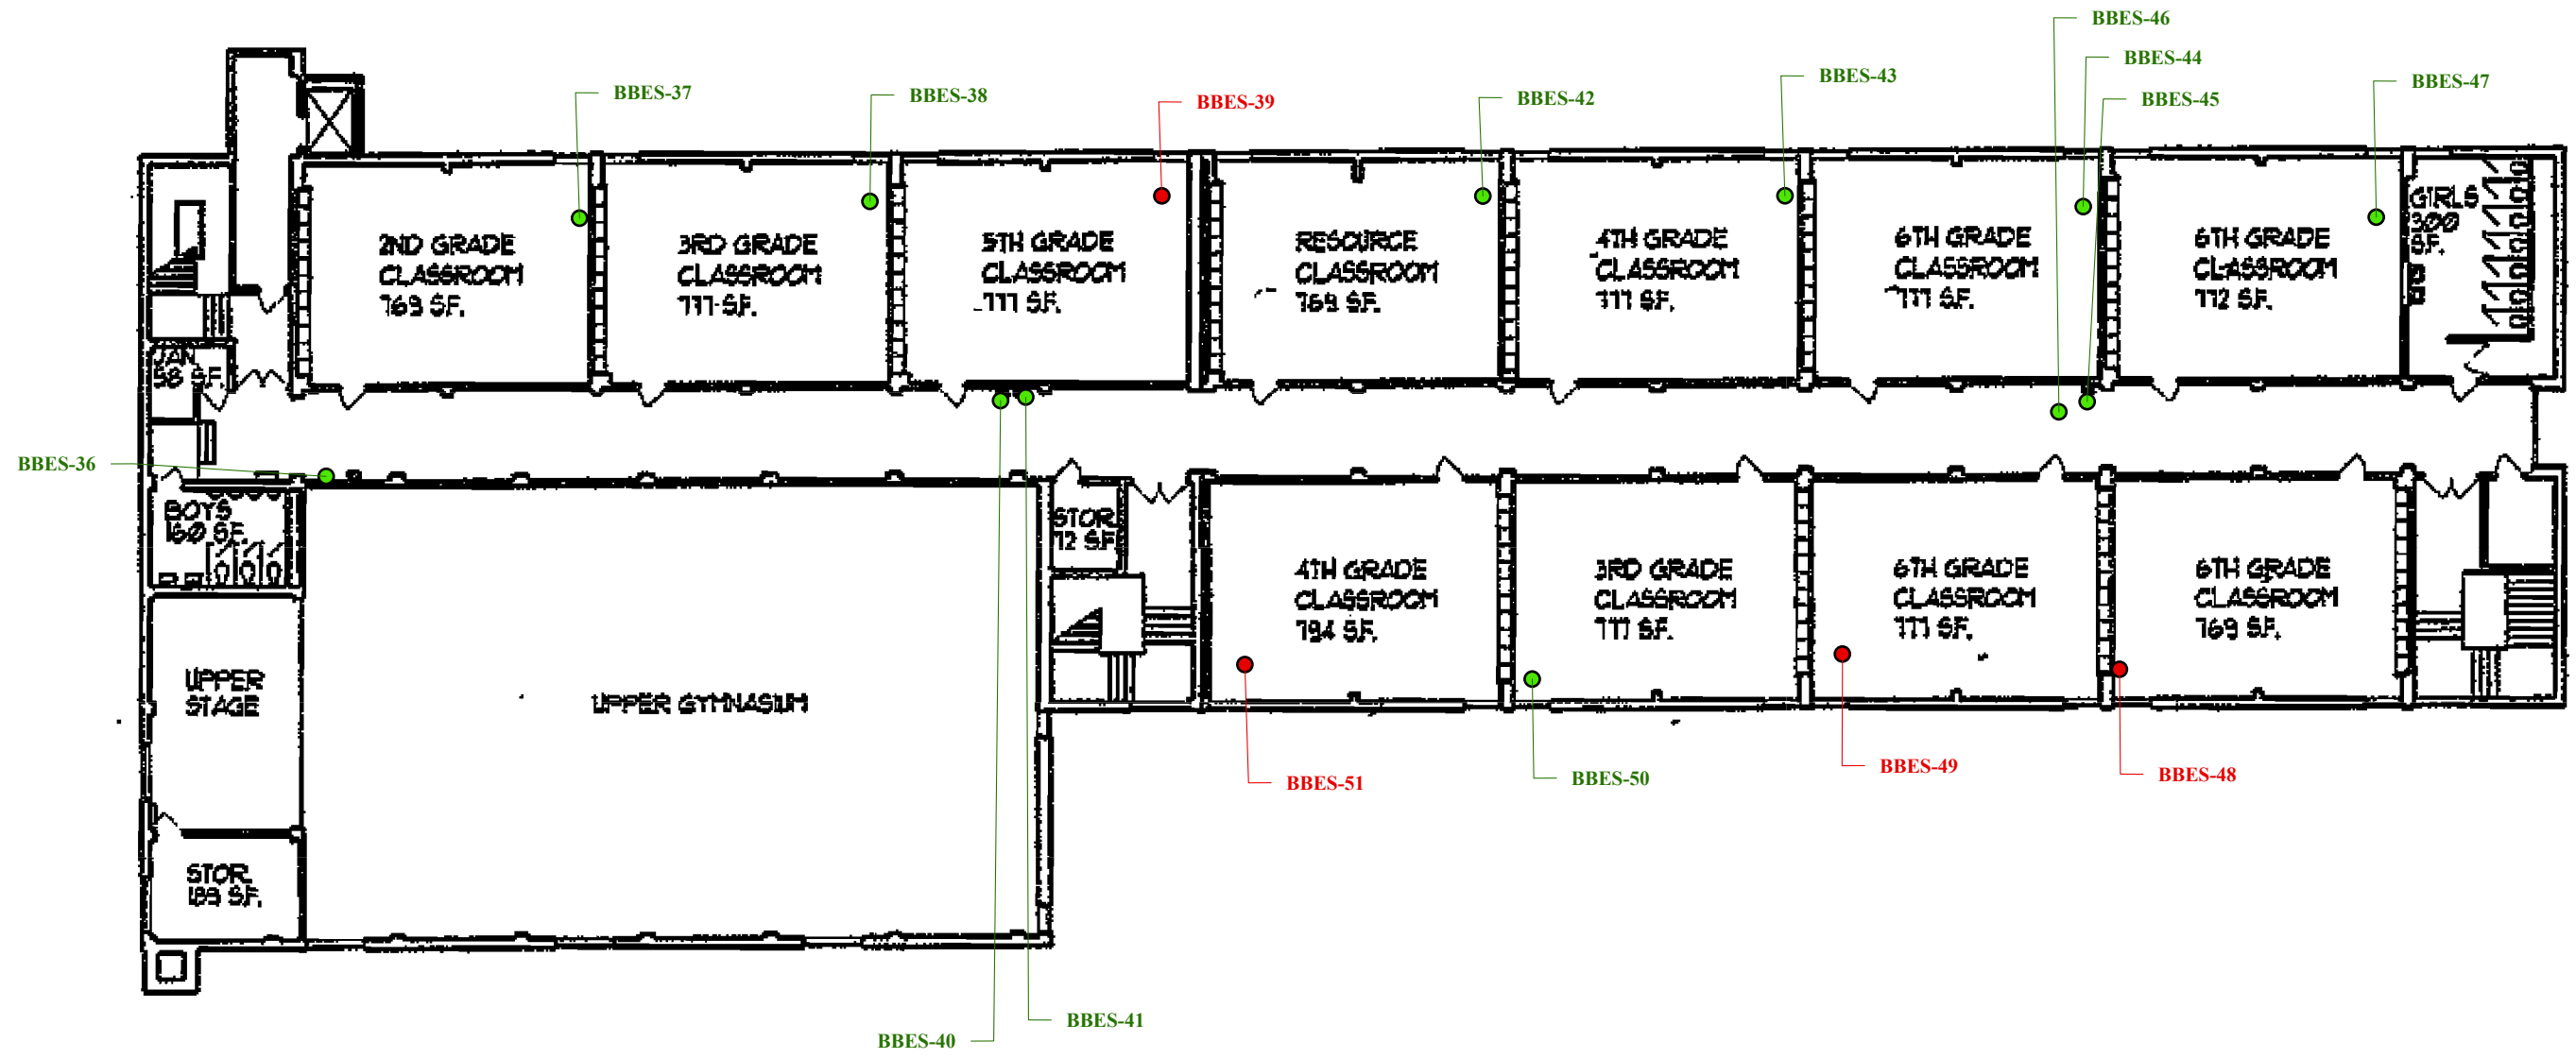 BBES-46
BBES-44
BBES-43
BBES-47
BBES-37
BBES-38
BBES-39
BBES-42
BBES-45
2ND GRADE
CLASSROOM
769 S.F.
3RD GRADE
CLASSROOM
777 S.F.
5TH GRADE
CLASSROOM
777 S.F.
RESOURCE
CLASSROOM
769 S.F.
4TH GRADE
CLASSROOM
777 S.F.
6TH GRADE
CLASSROOM
777 S.F.
6TH GRADE
CLASSROOM
772 S.F.
GIRLS
300
S.F.
JAN
58 S.F.
BBES-36
BOYS
160 S.F.
STOR.
72 S.F.
4TH GRADE
CLASSROOM
794 S.F.
3RD GRADE
CLASSROOM
777 S.F.
6TH GRADE
CLASSROOM
777 S.F.
6TH GRADE
CLASSROOM
769 S.F.
UPPER
STAGE
UPPER GYMNASIUM
BBES-51
BBES-50
BBES-49
BBES-48
STOR.
S.F.
BBES-40
BBES-41